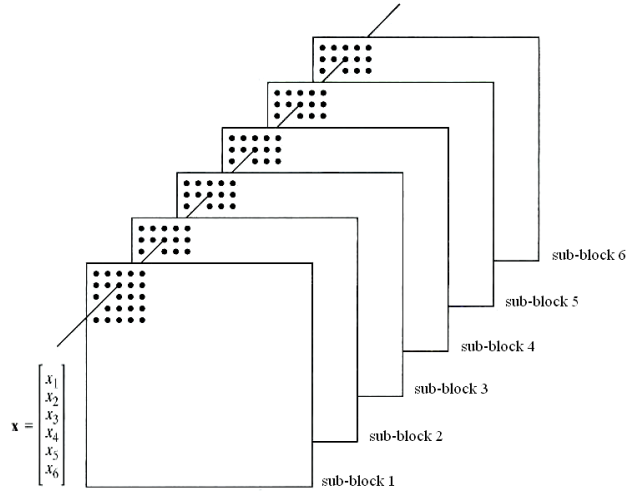 sub-block 6
sub-block 5
sub-block 4
sub-block 3
sub-block 2
sub-block 1
x =
x1
x2
x3
x4
x5
x6